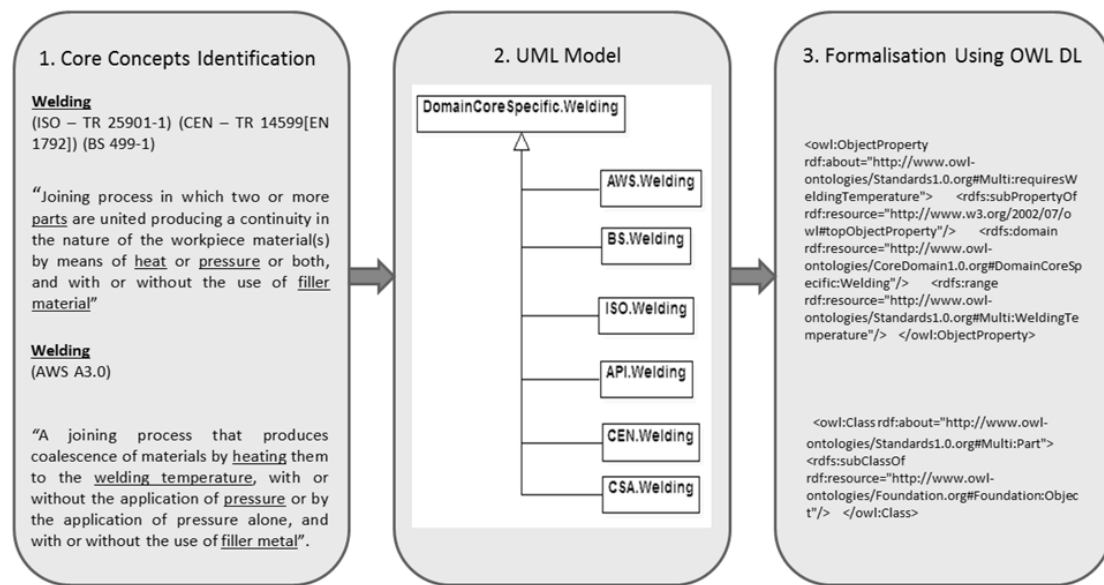 1. Core Concepts Identification
Welding
(ISO – TR 25901-1) (CEN – TR 14599[EN
1792]) (BS 499-1)
“Joining process in which two or more
parts are united producing a continuity in
the nature of the workpiece material(s)
by means of heat or pressure or both,
and with or without the use of filler
material”
Welding
(AWS A3.0)
“A joining process that produces
coalescence of materials by heating them
to the welding temperature, with or
without the application of pressure or by
the application of pressure alone, and
with or without the use of filler metal”.
2. UML Model
DomainCoreSpecific.Welding
AWS.Welding
BS.Welding
ISO.Welding
API.Welding
CEN.Welding
CSA.Welding
3. Formalisation Using OWL DL
<owl:ObjectProperty
rdf:about="http://www.owl-
ontologies/Standards1.0.org#Multi:requiresW
eldingTemperature"> <rdfs:subPropertyOf
rdf:resource="http://www.w3.org/2002/07/o
wl#topObjectProperty"/> <rdfs:domain
rdf:resource="http://www.owl-
ontologies/CoreDomain1.0.org#DomainCoreSp
ecific:Welding"/> <rdfs:range
rdf:resource="http://www.owl-
ontologies/Standards1.0.org#Multi:WeldingTe
mperature"/> </owl:ObjectProperty>
<owl:Class rdf:about="http://www.owl-
ontologies/Standards1.0.org#Multi:Part">
<rdfs:subClassOf
rdf:resource="http://www.owl-
ontologies/Foundation.org#Foundation:Objec
t"/> </owl:Class>